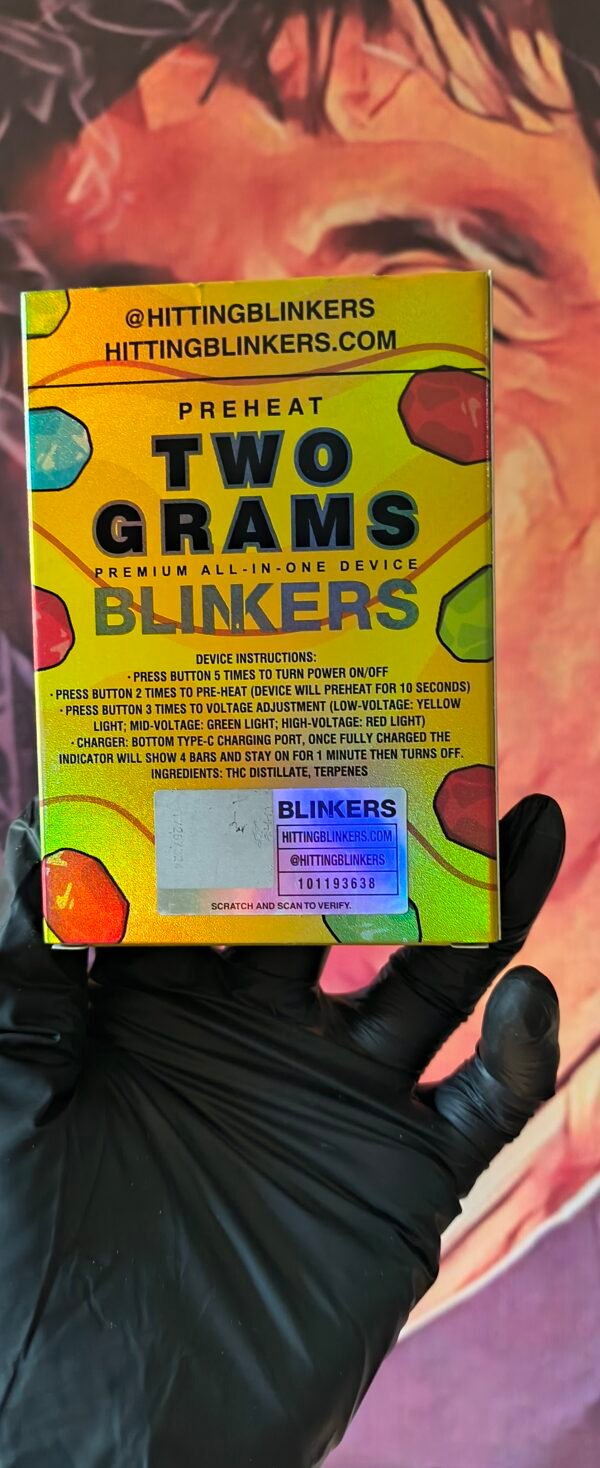 @HITTINGBLINKERS
HITTINGBLINKERS.COM
PREHEAT
TWO
GRAMS
PREMIUM ALL-IN-ONE DEVICE
BLINKERS
DEVICE INSTRUCTIONS:
· PRESS BUTTON 5 TIMES TO TURN POWER ON/OFF
· PRESS BUTTON 2 TIMES TO PRE-HEAT (DEVICE WILL PREHEAT FOR 10 SECONDS)
· PRESS BUTTON 3 TIMES TO VOLTAGE ADJUSTMENT (LOW-VOLTAGE: YELLOW
LIGHT; MID-VOLTAGE: GREEN LIGHT; HIGH-VOLTAGE: RED LIGHT)
· CHARGER: BOTTOM TYPE-C CHARGING PORT, ONCE FULLY CHARGED THE
INDICATOR WILL SHOW 4 BARS AND STAY ON FOR 1 MINUTE THEN TURNS OFF.
INGREDIENTS: THC DISTILLATE, TERPENES
BLINKERS
HITTINGBLINKERS.COM
@HITTINGBLINKERS
101193638
SCRATCH AND SCAN TO VERIFY.